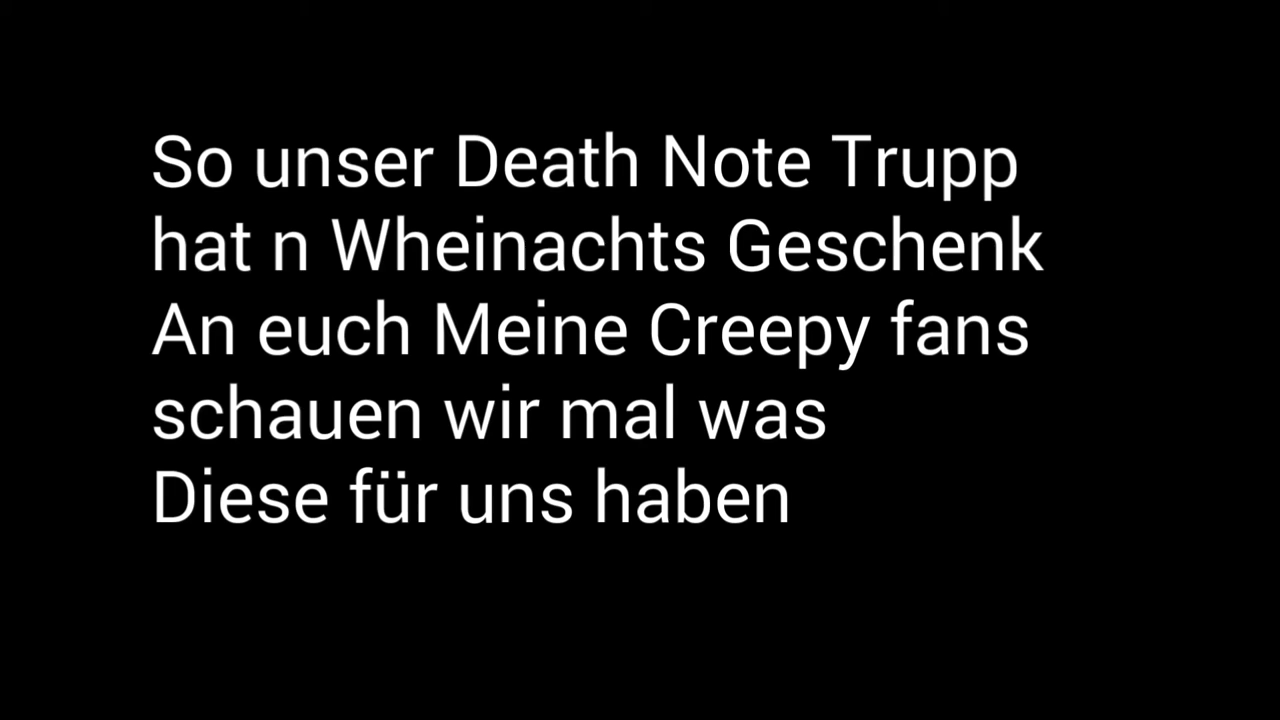 So unser Death Note Trupp
hat n Wheinachts Geschenk
An euch Meine Creepy fans
schauen wir mal was
Diese für uns haben